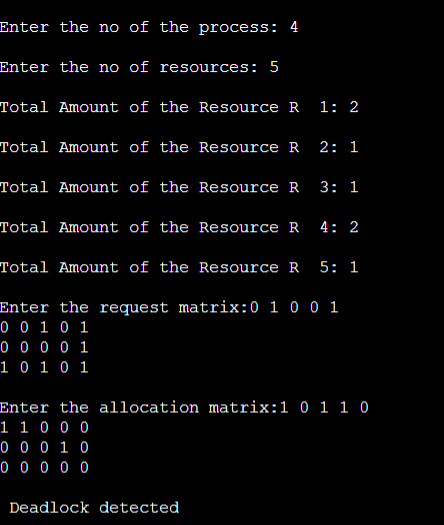 Enter the no of the process: 4
Enter the no of resources: 5
Total Amount of the Resource R  1: 2
Total Amount of the Resource R  2: 1
Total Amount of the Resource R  3: 1
Total Amount of the Resource R  4: 2
Total Amount of the Resource R  5: 1
Enter the request matrix:0 1 0 0 1
0 0 1 0 1
0 0 0 0 1
1 0 1 0 1
Enter the allocation matrix:1 0 1 1 0
1 1 0 0 0
0 0 0 1 0
0 0 0 0 0
Deadlock detected